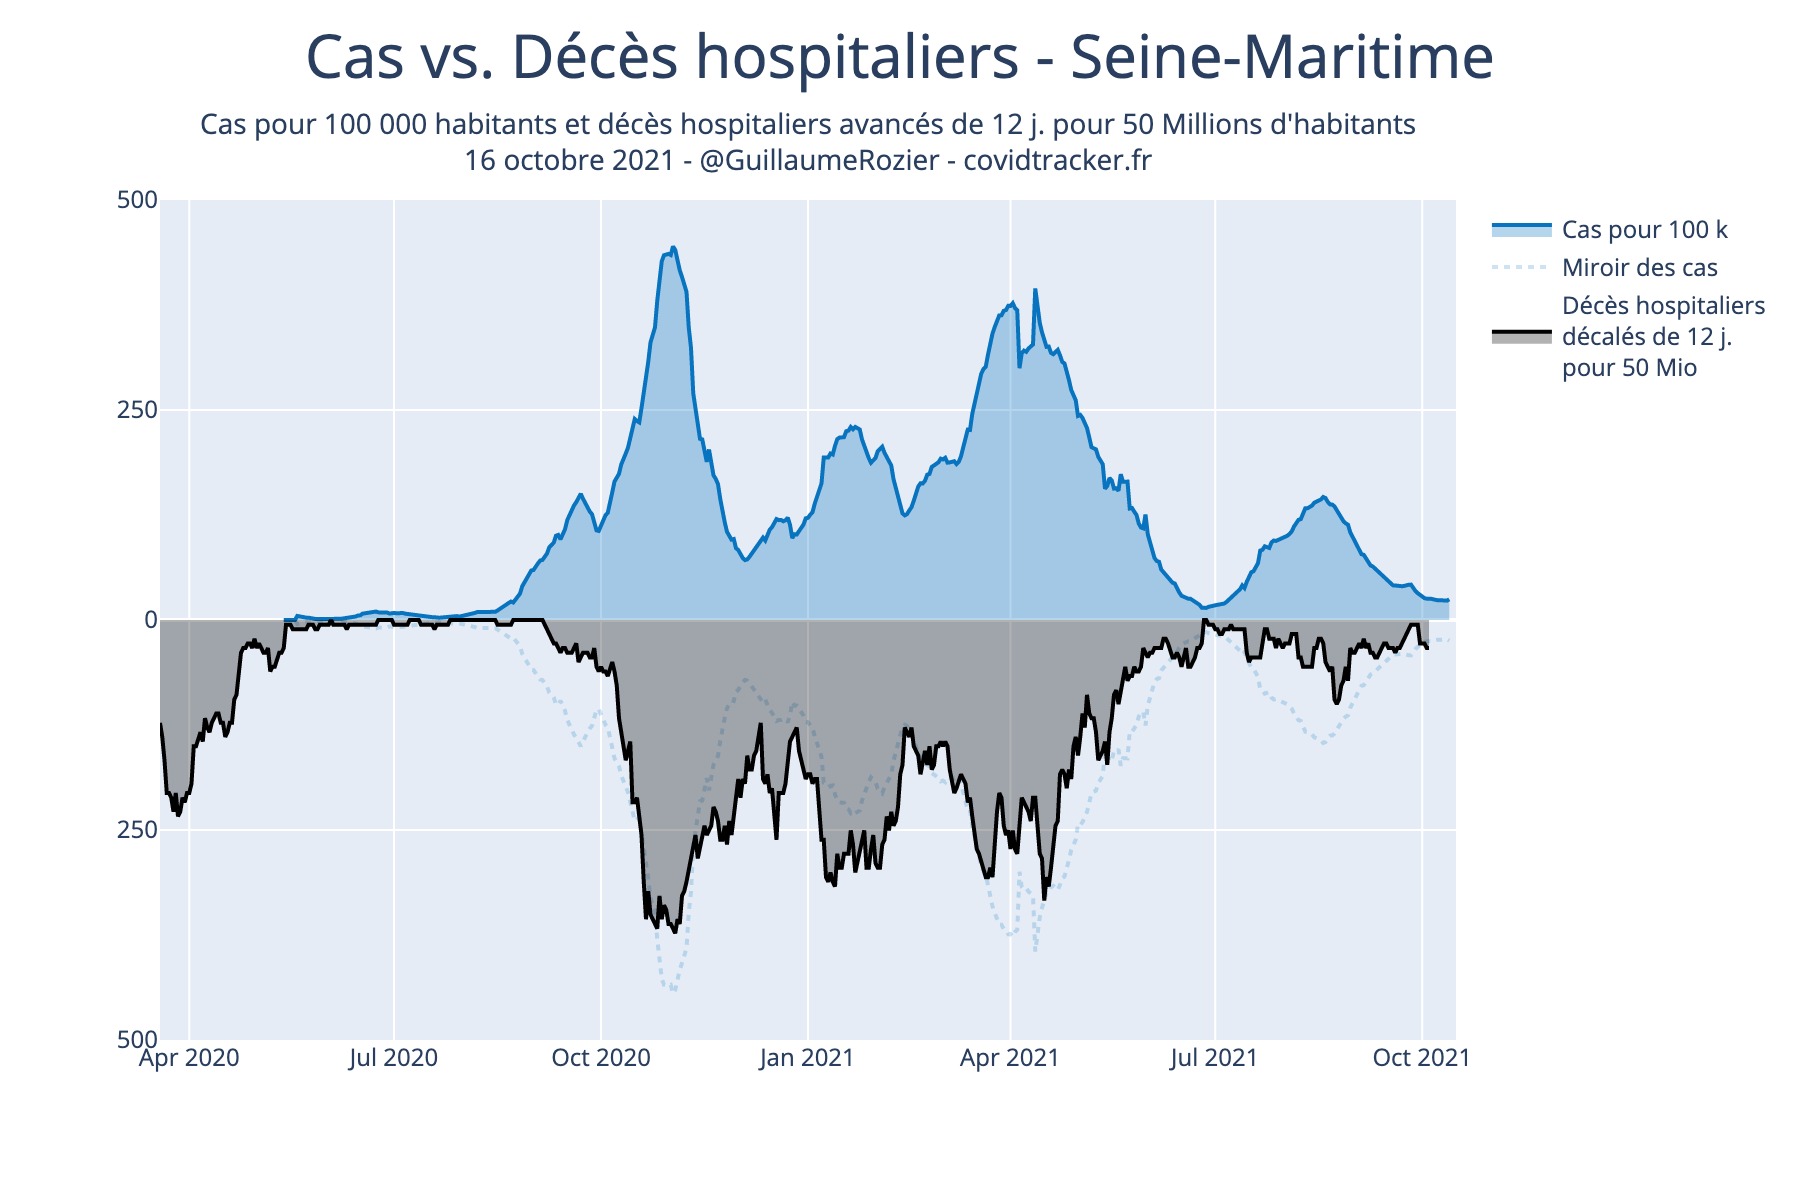 Cas vs. Décès hospitaliers - Seine-Maritime
Cas pour 100 000 habitants et décès hospitaliers avancés de 12 j. pour 50 Millions d'habitants
16 octobre 2021 - @GuillaumeRozier - covidtracker.fr
500
250
0
250
500
Apr 2020
Jul 2020
Oct 2020
Jan 2021
Apr 2021
Jul 2021
Oct 2021
Cas pour 100 k
Miroir des cas
Décès hospitaliers
décalés de 12 j.
pour 50 Mio